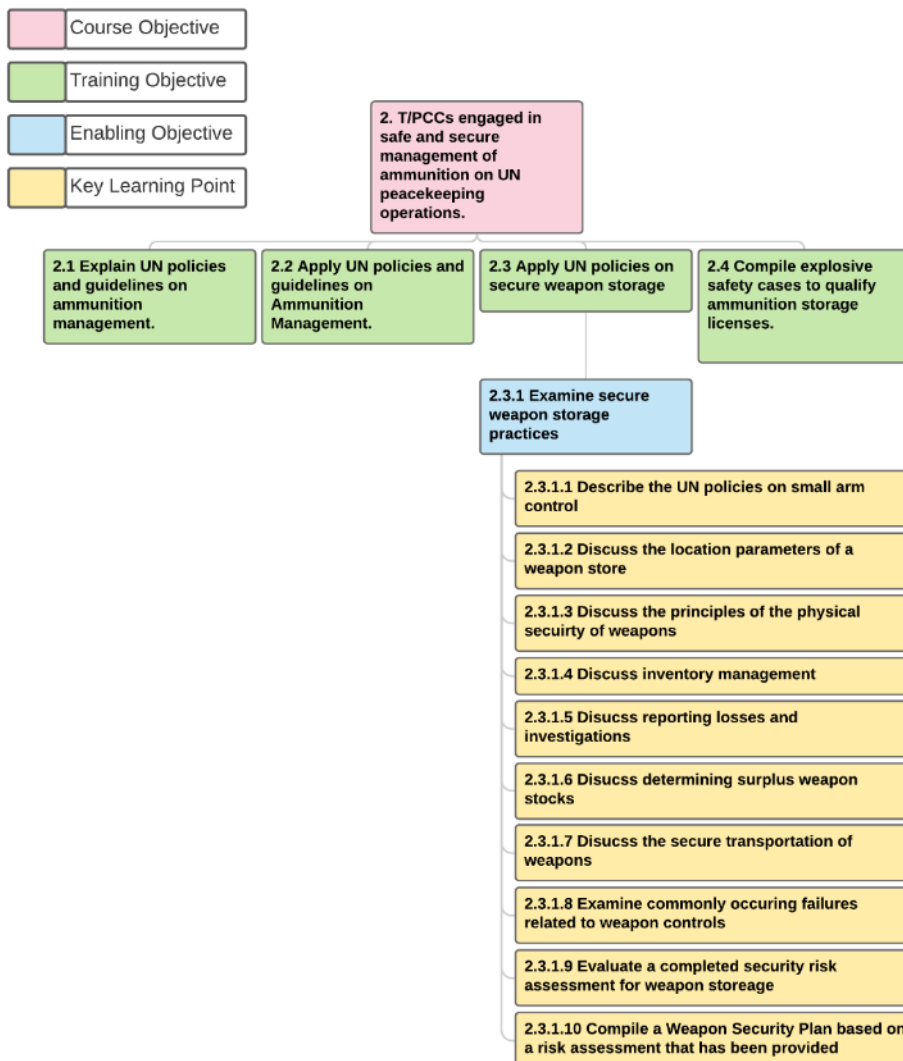 Course Objective
Training Objective
Enabling Objective
Key Learning Point
2. T/PCCs engaged in
safe and secure
management of
ammunition on UN
peacekeeping
operations.
2.1 Explain UN policies
and guidelines on
ammunition
management.
2.2 Apply UN policies and
guidelines on
Ammunition
Management.
2.3 Apply UN policies on
secure weapon storage
2.4 Compile explosive
safety cases to qualify
ammunition storage
licenses.
2.3.1 Examine secure
weapon storage
practices
2.3.1.1 Describe the UN policies on small arm
control
2.3.1.2 Discuss the location parameters of a
weapon store
2.3.1.3 Discuss the principles of the physical
secuirty of weapons
2.3.1.4 Discuss inventory management
2.3.1.5 Disucss reporting losses and
investigations
2.3.1.6 Disucss determining surplus weapon
stocks
2.3.1.7 Disucss the secure transportation of
weapons
2.3.1.8 Examine commonly occuring failures
related to weapon controls
2.3.1.9 Evaluate a completed security risk
assessment for weapon storeage
2.3.1.10 Compile a Weapon Security Plan based on
a risk assessment that has been provided